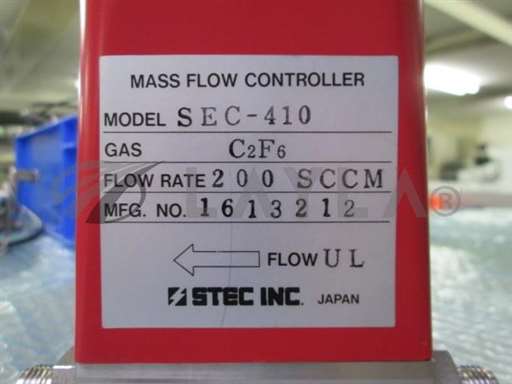 MASS FLOW CONTROLLER
MODEL SEC-410
GAS C2F6
FLOW RATE 200 SCCM
LAYLA ®
MFG. NO. 1613212
FLOW UL
STEC INC. JAPAN